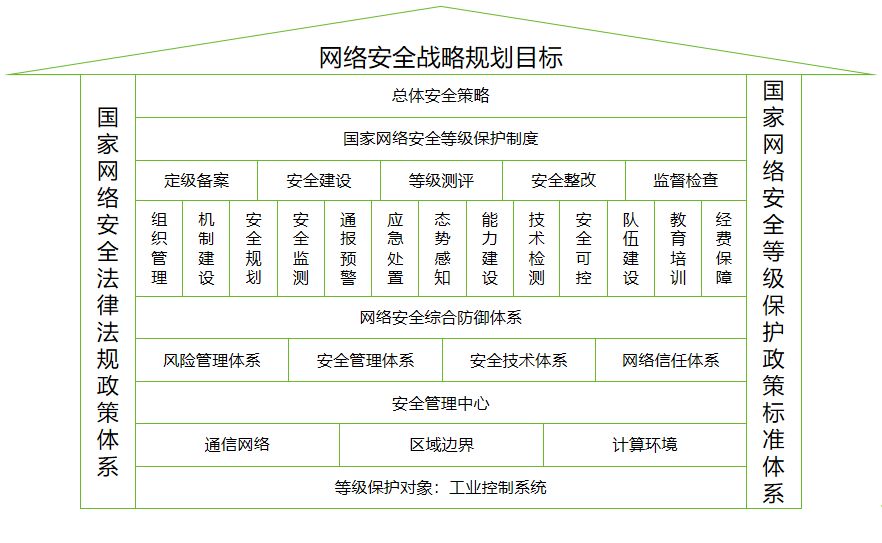 网络安全战略规划目标
国家网络安全法律法规政策体系
总体安全策略
国家网络安全等级保护制度
定级备案 安全建设 等级测评 安全整改 监督检查
组织管理 机制建设 安全规划 安全监测 通报预警 应急处置 态势感知 能力建设 技术检测 安全可控 队伍建设 教育培训 经费保障
网络安全综合防御体系
风险管理体系 安全管理体系 安全技术体系 网络信任体系
安全管理中心
通信网络 区域边界 计算环境
等级保护对象：工业控制系统
国家网络安全等级保护政策标准体系